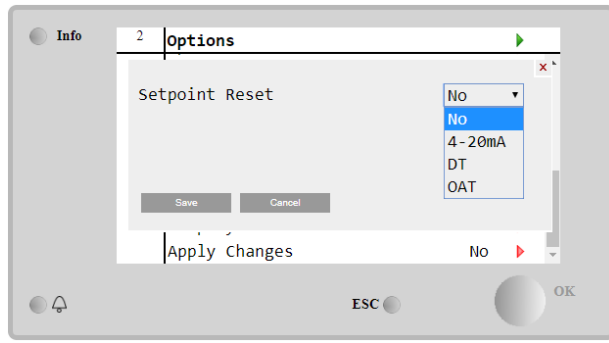 Info
2 Options
x
Setpoint Reset No
No
4-20mA
DT
OAT
Save Cancel
Apply Changes No
ESC OK